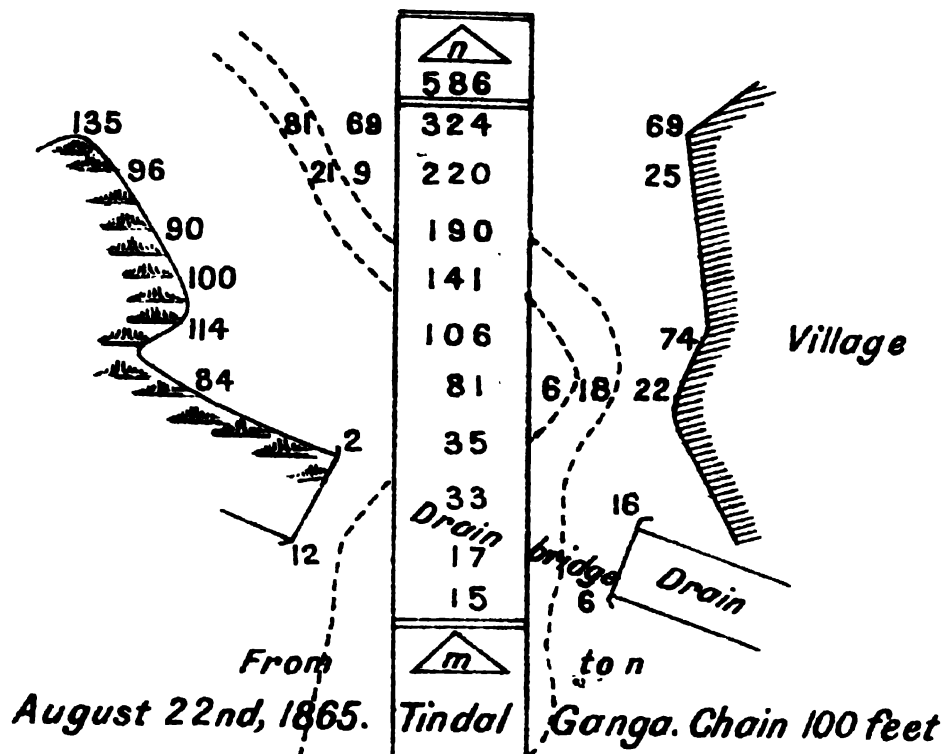 n
586
135 81 69 324 69
96 21 9 220 25
90 190
100 141
114 106 74 Village
84 81 6 18 22
2 35
33 16
Drain bridge Drain
12 17
15 6
From m to n
August 22nd, 1865. Tindal Ganga. Chain 100 feet